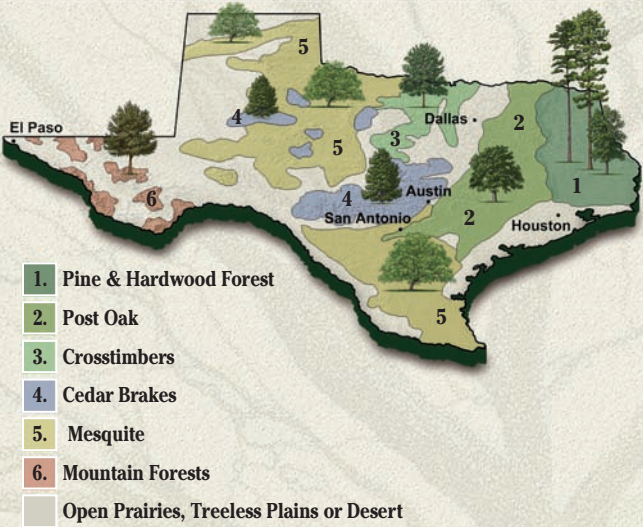 5
4
El Paso
Dallas
2
3
5
6
4
Austin
1
San Antonio
2
Houston
5
1. Pine & Hardwood Forest
2. Post Oak
3. Crosstimbers
4. Cedar Brakes
5. Mesquite
6. Mountain Forests
Open Prairies, Treeless Plains or Desert